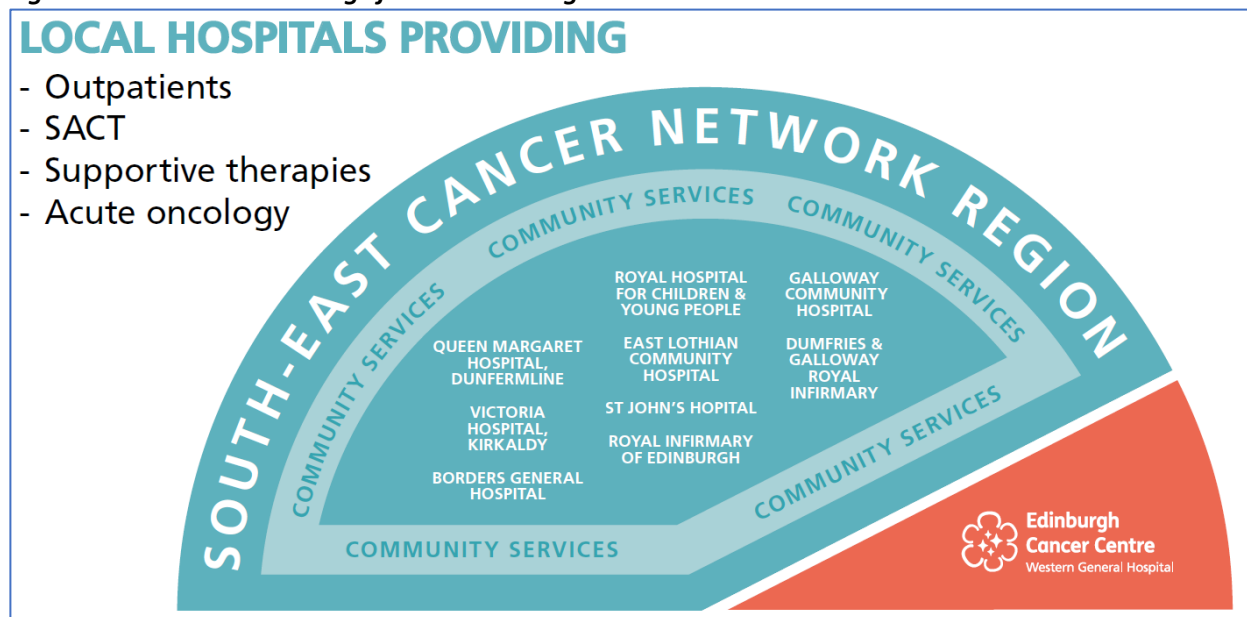 LOCAL HOSPITALS PROVIDING
- Outpatients
- SACT
- Supportive therapies
- Acute oncology
SOUTH-EAST CANCER NETWORK REGION
COMMUNITY SERVICES
COMMUNITY SERVICES
COMMUNITY SERVICES
QUEEN MARGARET
HOSPITAL,
DUNFERMLINE
VICTORIA
HOSPITAL,
KIRKALDY
BORDERS GENERAL
HOSPITAL
ROYAL HOSPITAL
FOR CHILDREN &
YOUNG PEOPLE
EAST LOTHIAN
COMMUNITY
HOSPITAL
ST JOHN'S HOPITAL
ROYAL INFIRMARY
OF EDINBURGH
GALLOWAY
COMMUNITY
HOSPITAL
DUMFRIES &
GALLOWAY
ROYAL
INFIRMARY
COMMUNITY SERVICES
COMMUNITY SERVICES
Edinburgh
Cancer Centre
Western General Hospital